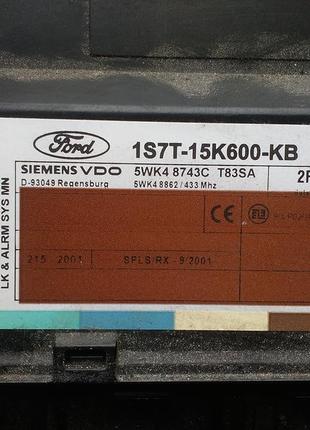 Ford
1S7T-15K600-KB
SIEMENS VDO
5WK4 8743C T83SA
D-93049 Regensburg
5WK4 8862 / 433 Mhz
LK & ALRM SYS MN
CE
215 2001
SPLS/RX - 9/2001